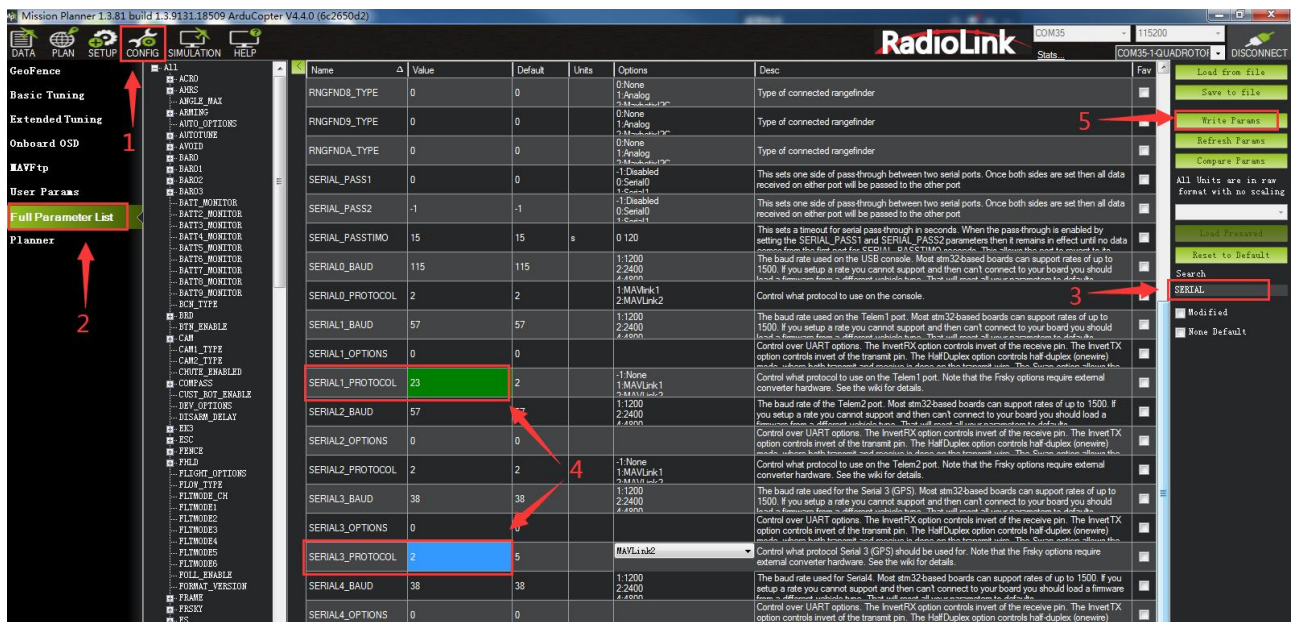 Mission Planner 1.3.81 build 1.3.9131.18509 ArduCopter V4.4.0 (6c2650d2)
DATA PLAN SETUP CONFIG SIMULATION HELP
RadioLink
COM35 115200
Stats...
COM35-1-QUADROTOR DISCONNECT
GeoFence
Basic Tuning
Extended Tuning
Onboard OSD
MAVFtp
User Params
Full Parameter List
Planner
1
2
All
ACRO
AHRS
ANGLE_MAX
ARMING
AUTO_OPTIONS
AUTOTUNE
AVOID
BARO
BARO1
BARO2
BARO3
BATT_MONITOR
BATT2_MONITOR
BATT3_MONITOR
BATT4_MONITOR
BATT5_MONITOR
BATT6_MONITOR
BATT7_MONITOR
BATT8_MONITOR
BATT9_MONITOR
BCN_TYPE
BRD
BTN_ENABLE
CAM
CAM1_TYPE
CAM2_TYPE
CHUTE_ENABLED
COMPASS
CUST_ROT_ENABLE
DEV_OPTIONS
DISARM_DELAY
EK3
ESC
FENCE
FHLD
FLIGHT_OPTIONS
FLOW_TYPE
FLTMODE_CH
FLTMODE1
FLTMODE2
FLTMODE3
FLTMODE4
FLTMODE5
FLTMODE6
FOLL_ENABLE
FORMAT_VERSION
FRAME
FRSKY
FS
Name Value Default Units Options Desc Fav
RNGFND8_TYPE 0 0 0:None Type of connected rangefinder
1:Analog
RNGFND9_TYPE 0 0 0:None Type of connected rangefinder
1:Analog
RNGFNDA_TYPE 0 0 0:None Type of connected rangefinder
1:Analog
SERIAL_PASS1 0 0 -1:Disabled This sets one side of pass-through between two serial ports. Once both sides are set then all data
0:Serial0 received on either port will be passed to the other port
SERIAL_PASS2 -1 -1 -1:Disabled This sets one side of pass-through between two serial ports. Once both sides are set then all data
0:Serial0 received on either port will be passed to the other port
SERIAL_PASSTIMO 15 15 s 0 120 This sets a timeout for serial pass-through in seconds. When the pass-through is enabled by
setting the SERIAL_PASS1 and SERIAL_PASS2 parameters then it remains in effect until no data
SERIAL0_BAUD 115 115 1:1200 The baud rate used on the USB console. Most stm32-based boards can support rates of up to
2:2400 1500. If you setup a rate you cannot support and then can't connect to your board you should
SERIAL0_PROTOCOL 2 2 1:MAVlink1 Control what protocol to use on the console.
2:MAVLink2
SERIAL1_BAUD 57 57 1:1200 The baud rate used on the Telem1 port. Most stm32-based boards can support rates of up to
2:2400 1500. If you setup a rate you cannot support and then can't connect to your board you should
SERIAL1_OPTIONS 0 0 Control over UART options. The InvertRX option controls invert of the receive pin. The InvertTX
option controls invert of the transmit pin. The HalfDuplex option controls half-duplex (onewire)
SERIAL1_PROTOCOL 23 2 -1:None Control what protocol to use on the Telem1 port. Note that the Frsky options require external
1:MAVLink1 converter hardware. See the wiki for details.
SERIAL2_BAUD 57 57 1:1200 The baud rate of the Telem2 port. Most stm32-based boards can support rates of up to 1500. If
2:2400 you setup a rate you cannot support and then can't connect to your board you should load a
SERIAL2_OPTIONS 0 0 Control over UART options. The InvertRX option controls invert of the receive pin. The InvertTX
option controls invert of the transmit pin. The HalfDuplex option controls half-duplex (onewire)
SERIAL2_PROTOCOL 2 2 -1:None Control what protocol to use on the Telem2 port. Note that the Frsky options require external
1:MAVLink1 converter hardware. See the wiki for details.
4
SERIAL3_BAUD 38 38 1:1200 The baud rate used for the Serial 3 (GPS). Most stm32-based boards can support rates of up to
2:2400 1500. If you setup a rate you cannot support and then can't connect to your board you should
SERIAL3_OPTIONS 0 0 Control over UART options. The InvertRX option controls invert of the receive pin. The InvertTX
option controls invert of the transmit pin. The HalfDuplex option controls half-duplex (onewire)
SERIAL3_PROTOCOL 2 5 MAVLink2 Control what protocol Serial 3 (GPS) should be used for. Note that the Frsky options require
external converter hardware. See the wiki for details.
SERIAL4_BAUD 38 38 1:1200 The baud rate used for Serial4. Most stm32-based boards can support rates of up to 1500. If you
2:2400 setup a rate you cannot support and then can't connect to your board you should load a firmware
SERIAL4_OPTIONS 0 0 Control over UART options. The InvertRX option controls invert of the receive pin. The InvertTX
option controls invert of the transmit pin. The HalfDuplex option controls half-duplex (onewire)
Load from file
Save to file
5
Write Params
Refresh Params
Compare Params
All Units are in raw
format with no scaling
Load Presaved
Reset to Default
Search
3
SERIAL
Modified
None Default